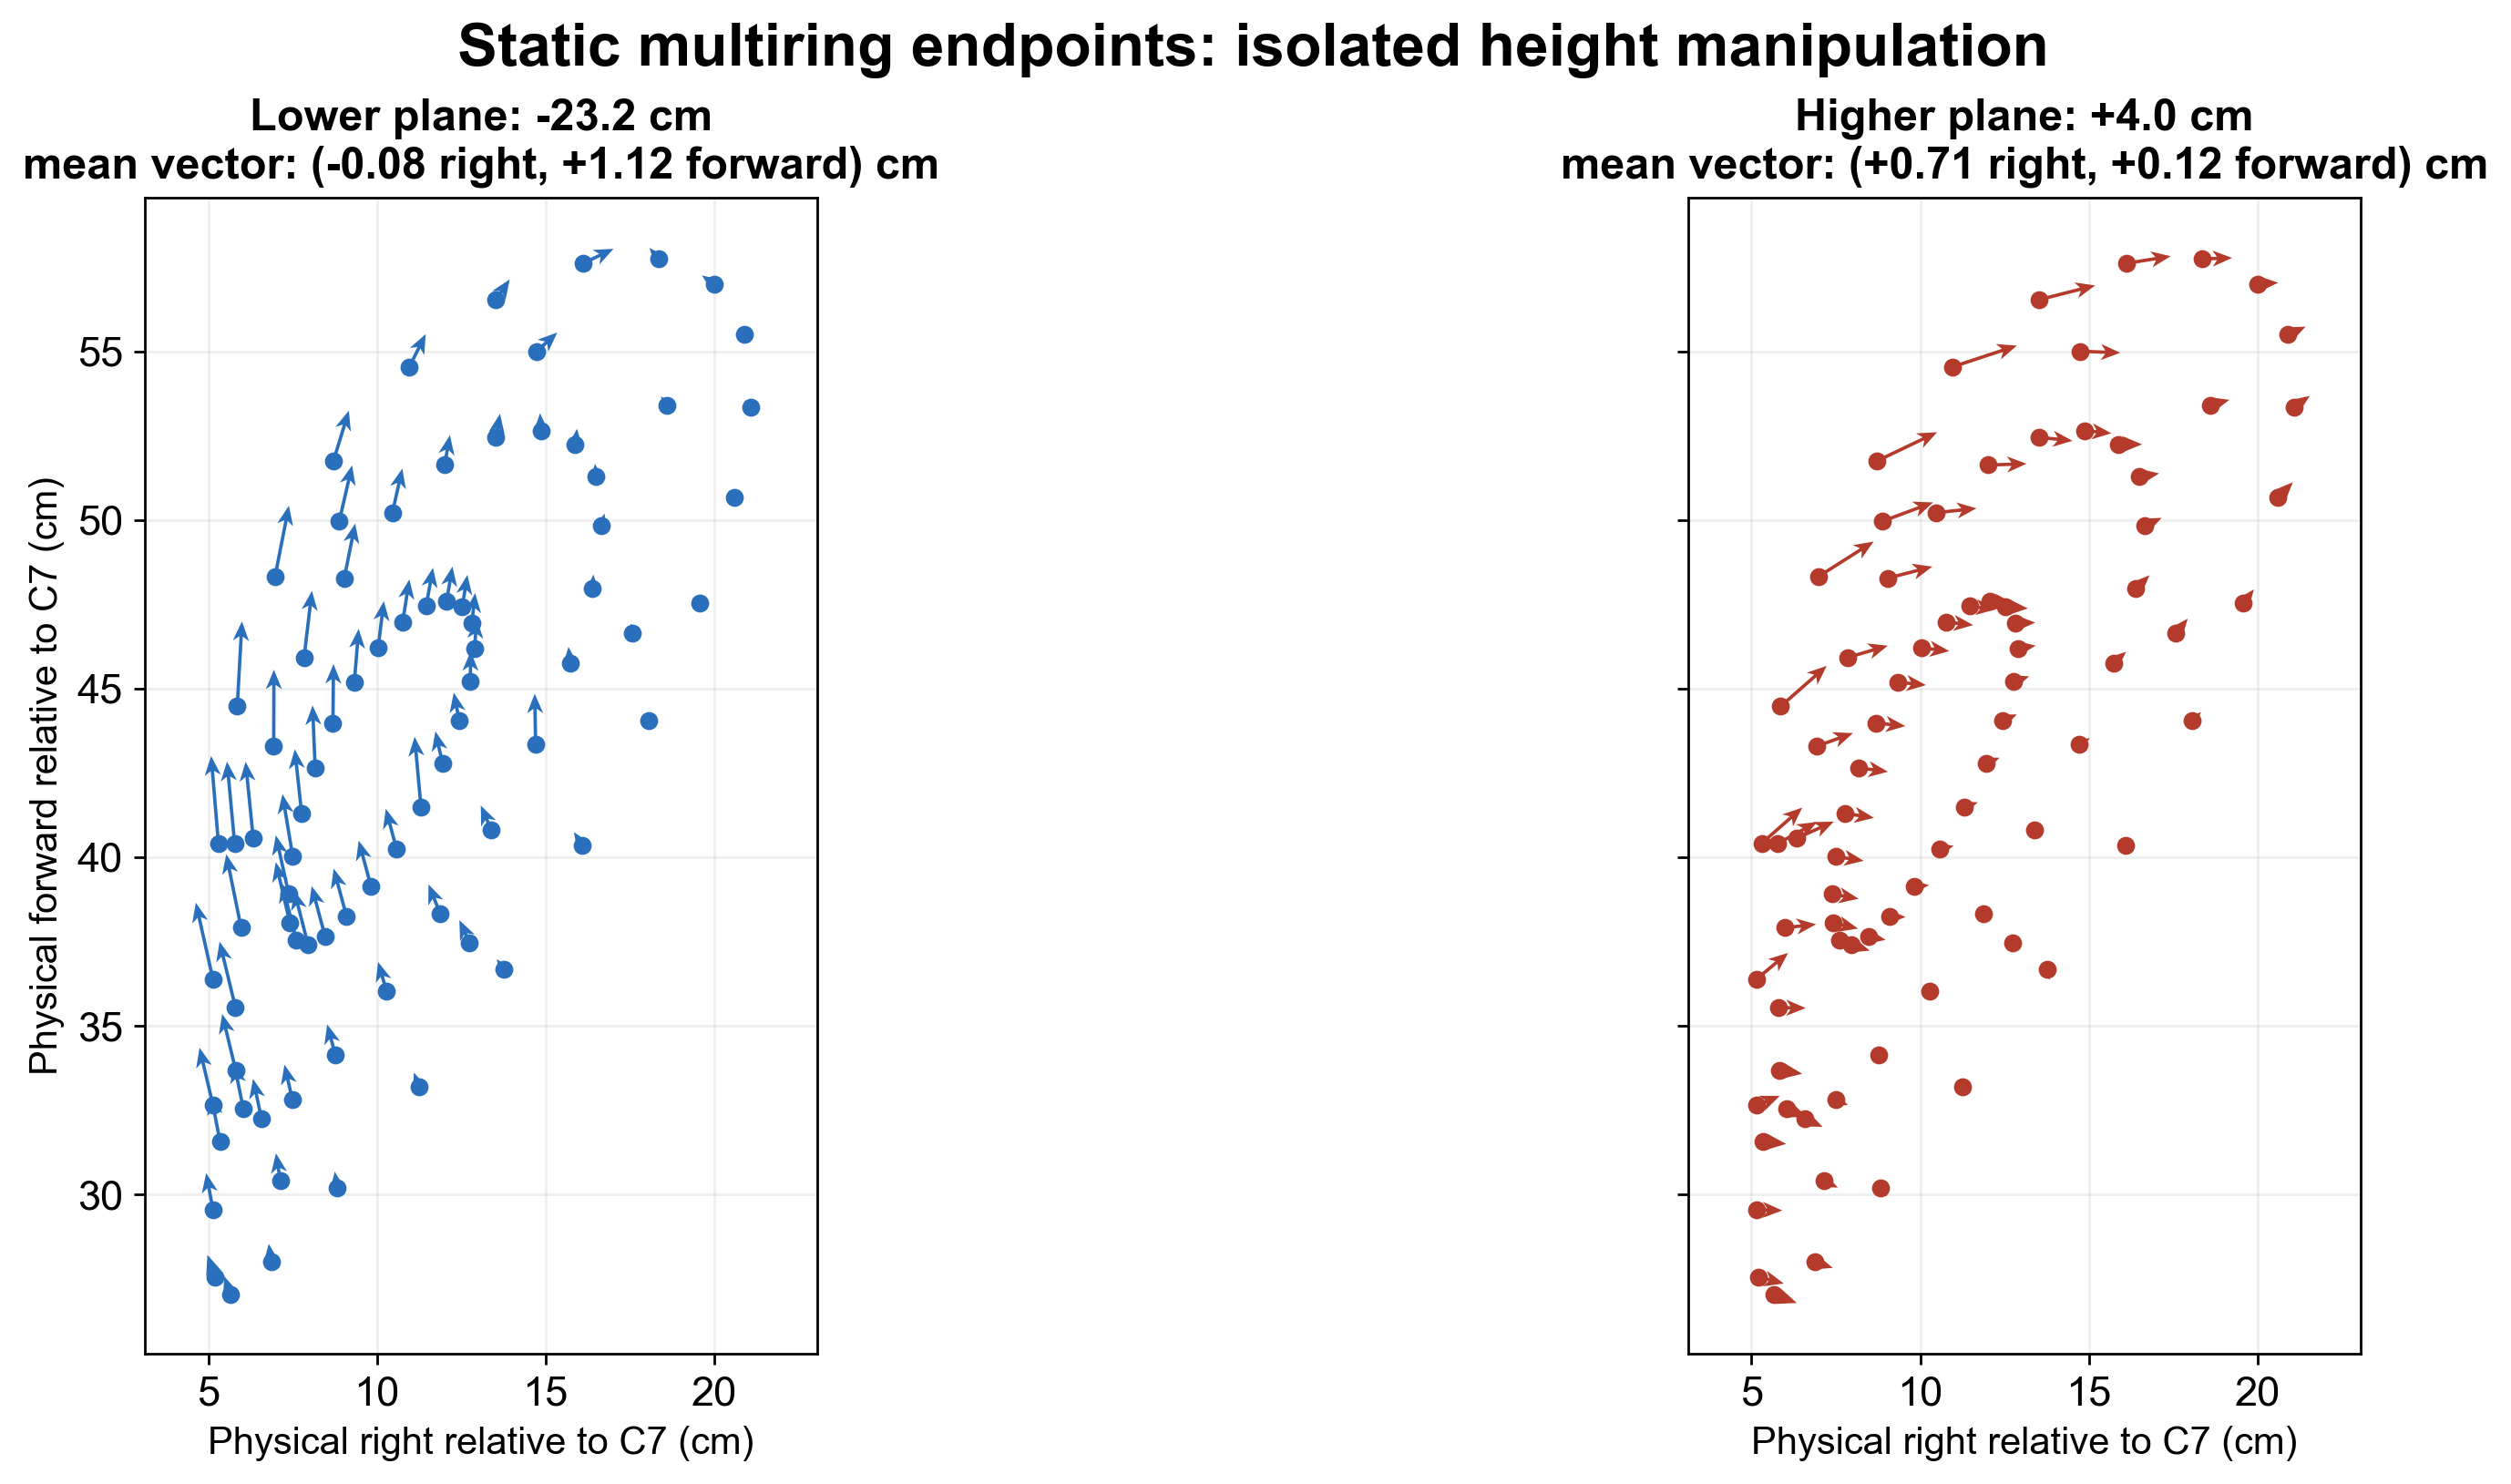 Static multiring endpoints: isolated height manipulation
Lower plane: -23.2 cm
mean vector: (-0.08 right, +1.12 forward) cm
Higher plane: +4.0 cm
mean vector: (+0.71 right, +0.12 forward) cm
Physical forward relative to C7 (cm)
55
50
45
40
35
30
5 10 15 20
Physical right relative to C7 (cm)
5 10 15 20
Physical right relative to C7 (cm)